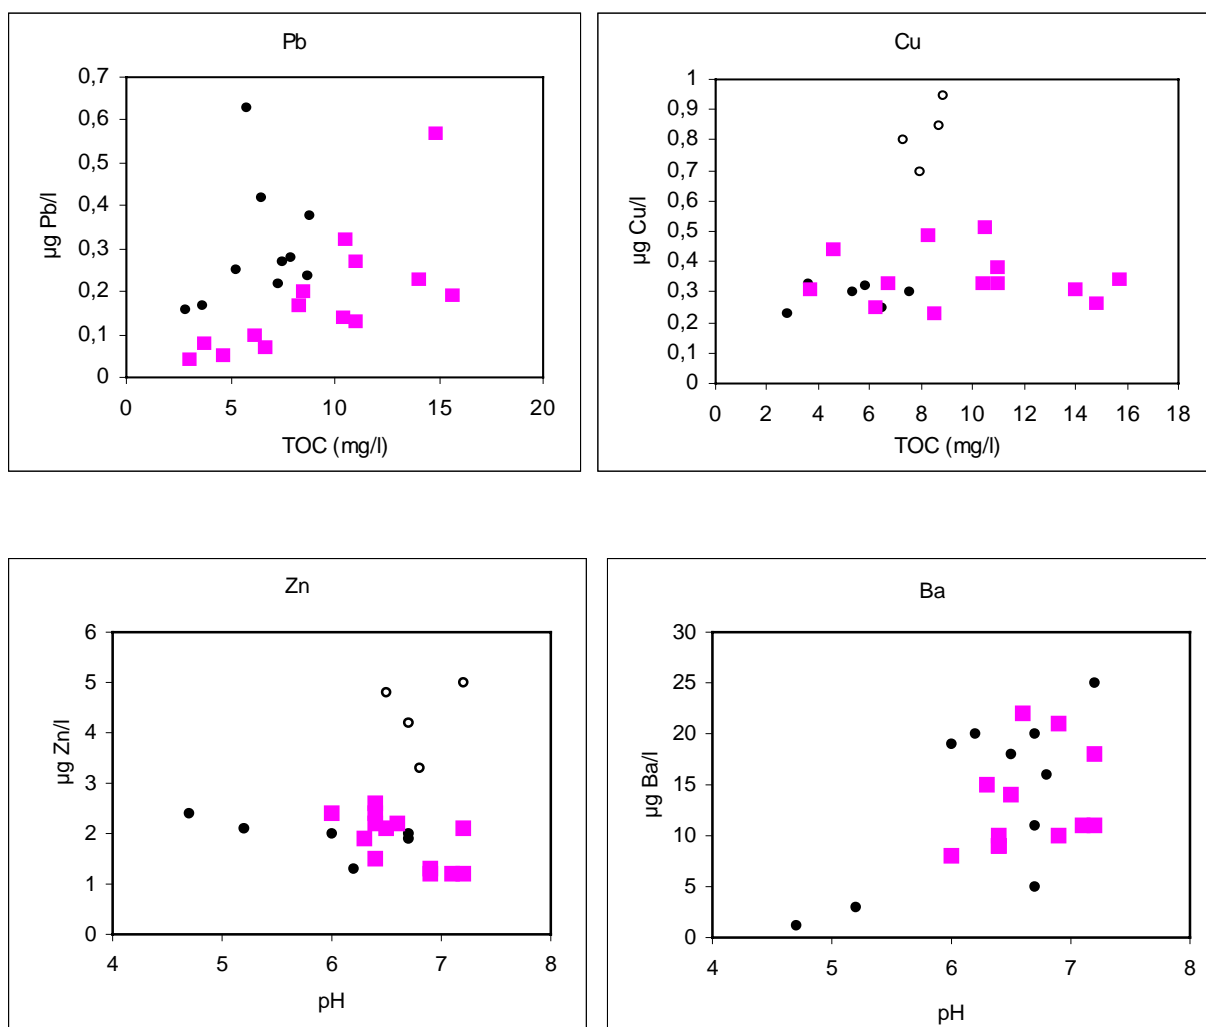 Pb
0,7
0,6
0,5
0,4
0,3
0,2
0,1
0
µg Pb/l
0 5 10 15 20
TOC (mg/l)
Cu
1
0,9
0,8
0,7
0,6
0,5
0,4
0,3
0,2
0,1
0
µg Cu/l
0 2 4 6 8 10 12 14 16 18
TOC (mg/l)
Zn
6
5
4
3
2
1
0
µg Zn/l
4 5 6 7 8
pH
Ba
30
25
20
15
10
5
0
µg Ba/l
4 5 6 7 8
pH